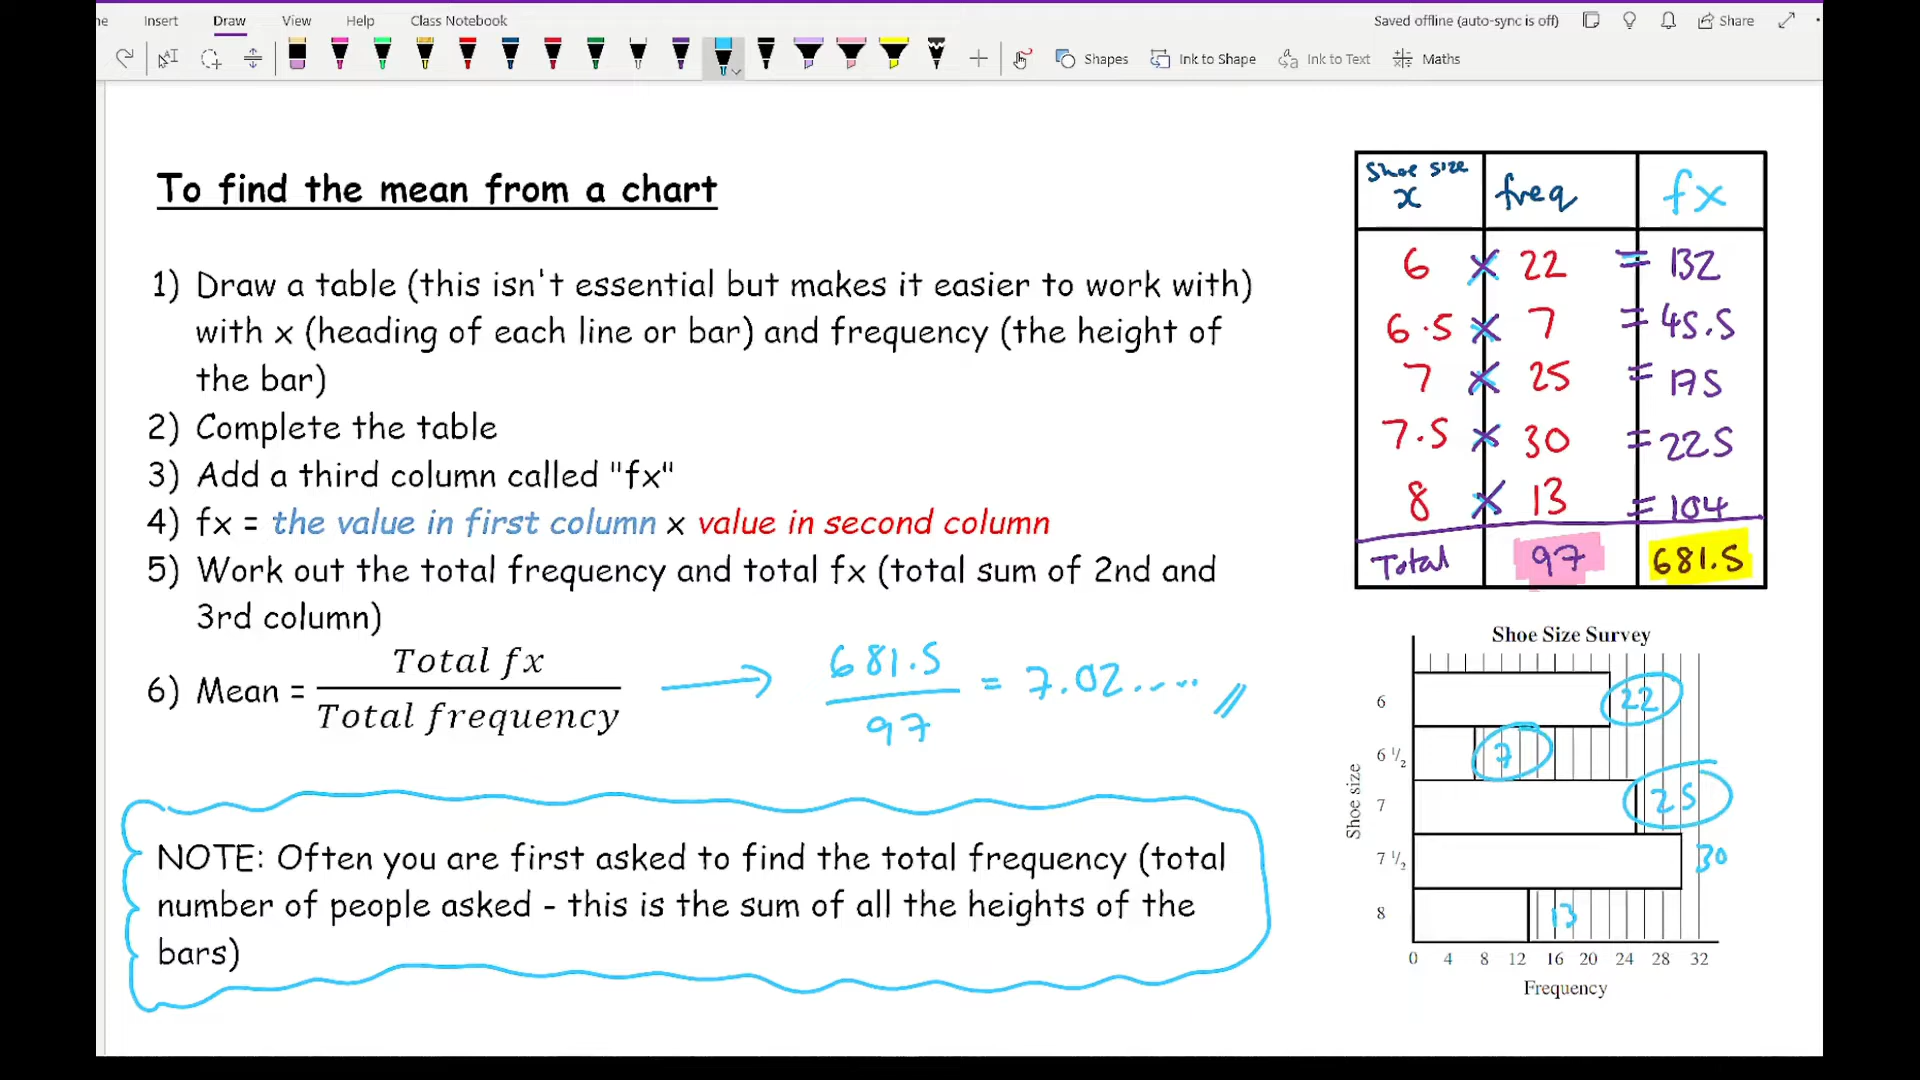 Insert Draw View Help Class Notebook Saved offline (auto-sync is off) Share
Shapes Ink to Shape Ink to Text Maths
To find the mean from a chart
1) Draw a table (this isn't essential but makes it easier to work with)
with x (heading of each line or bar) and frequency (the height of
the bar)
2) Complete the table
3) Add a third column called "fx"
4) fx = the value in first column x value in second column
5) Work out the total frequency and total fx (total sum of 2nd and
3rd column)
6) Mean = Total fx / Total frequency → 681.5 / 97 = 7.02.....
NOTE: Often you are first asked to find the total frequency (total
number of people asked - this is the sum of all the heights of the
bars)
Shoe size
x freq fx
6 × 22 = 132
6.5 × 7 = 45.5
7 × 25 = 175
7.5 × 30 = 225
8 × 13 = 104
Total 97 681.5
Shoe Size Survey
6 22
6 1/2 7
7 25
7 1/2 30
8 13
Shoe size
0 4 8 12 16 20 24 28 32
Frequency